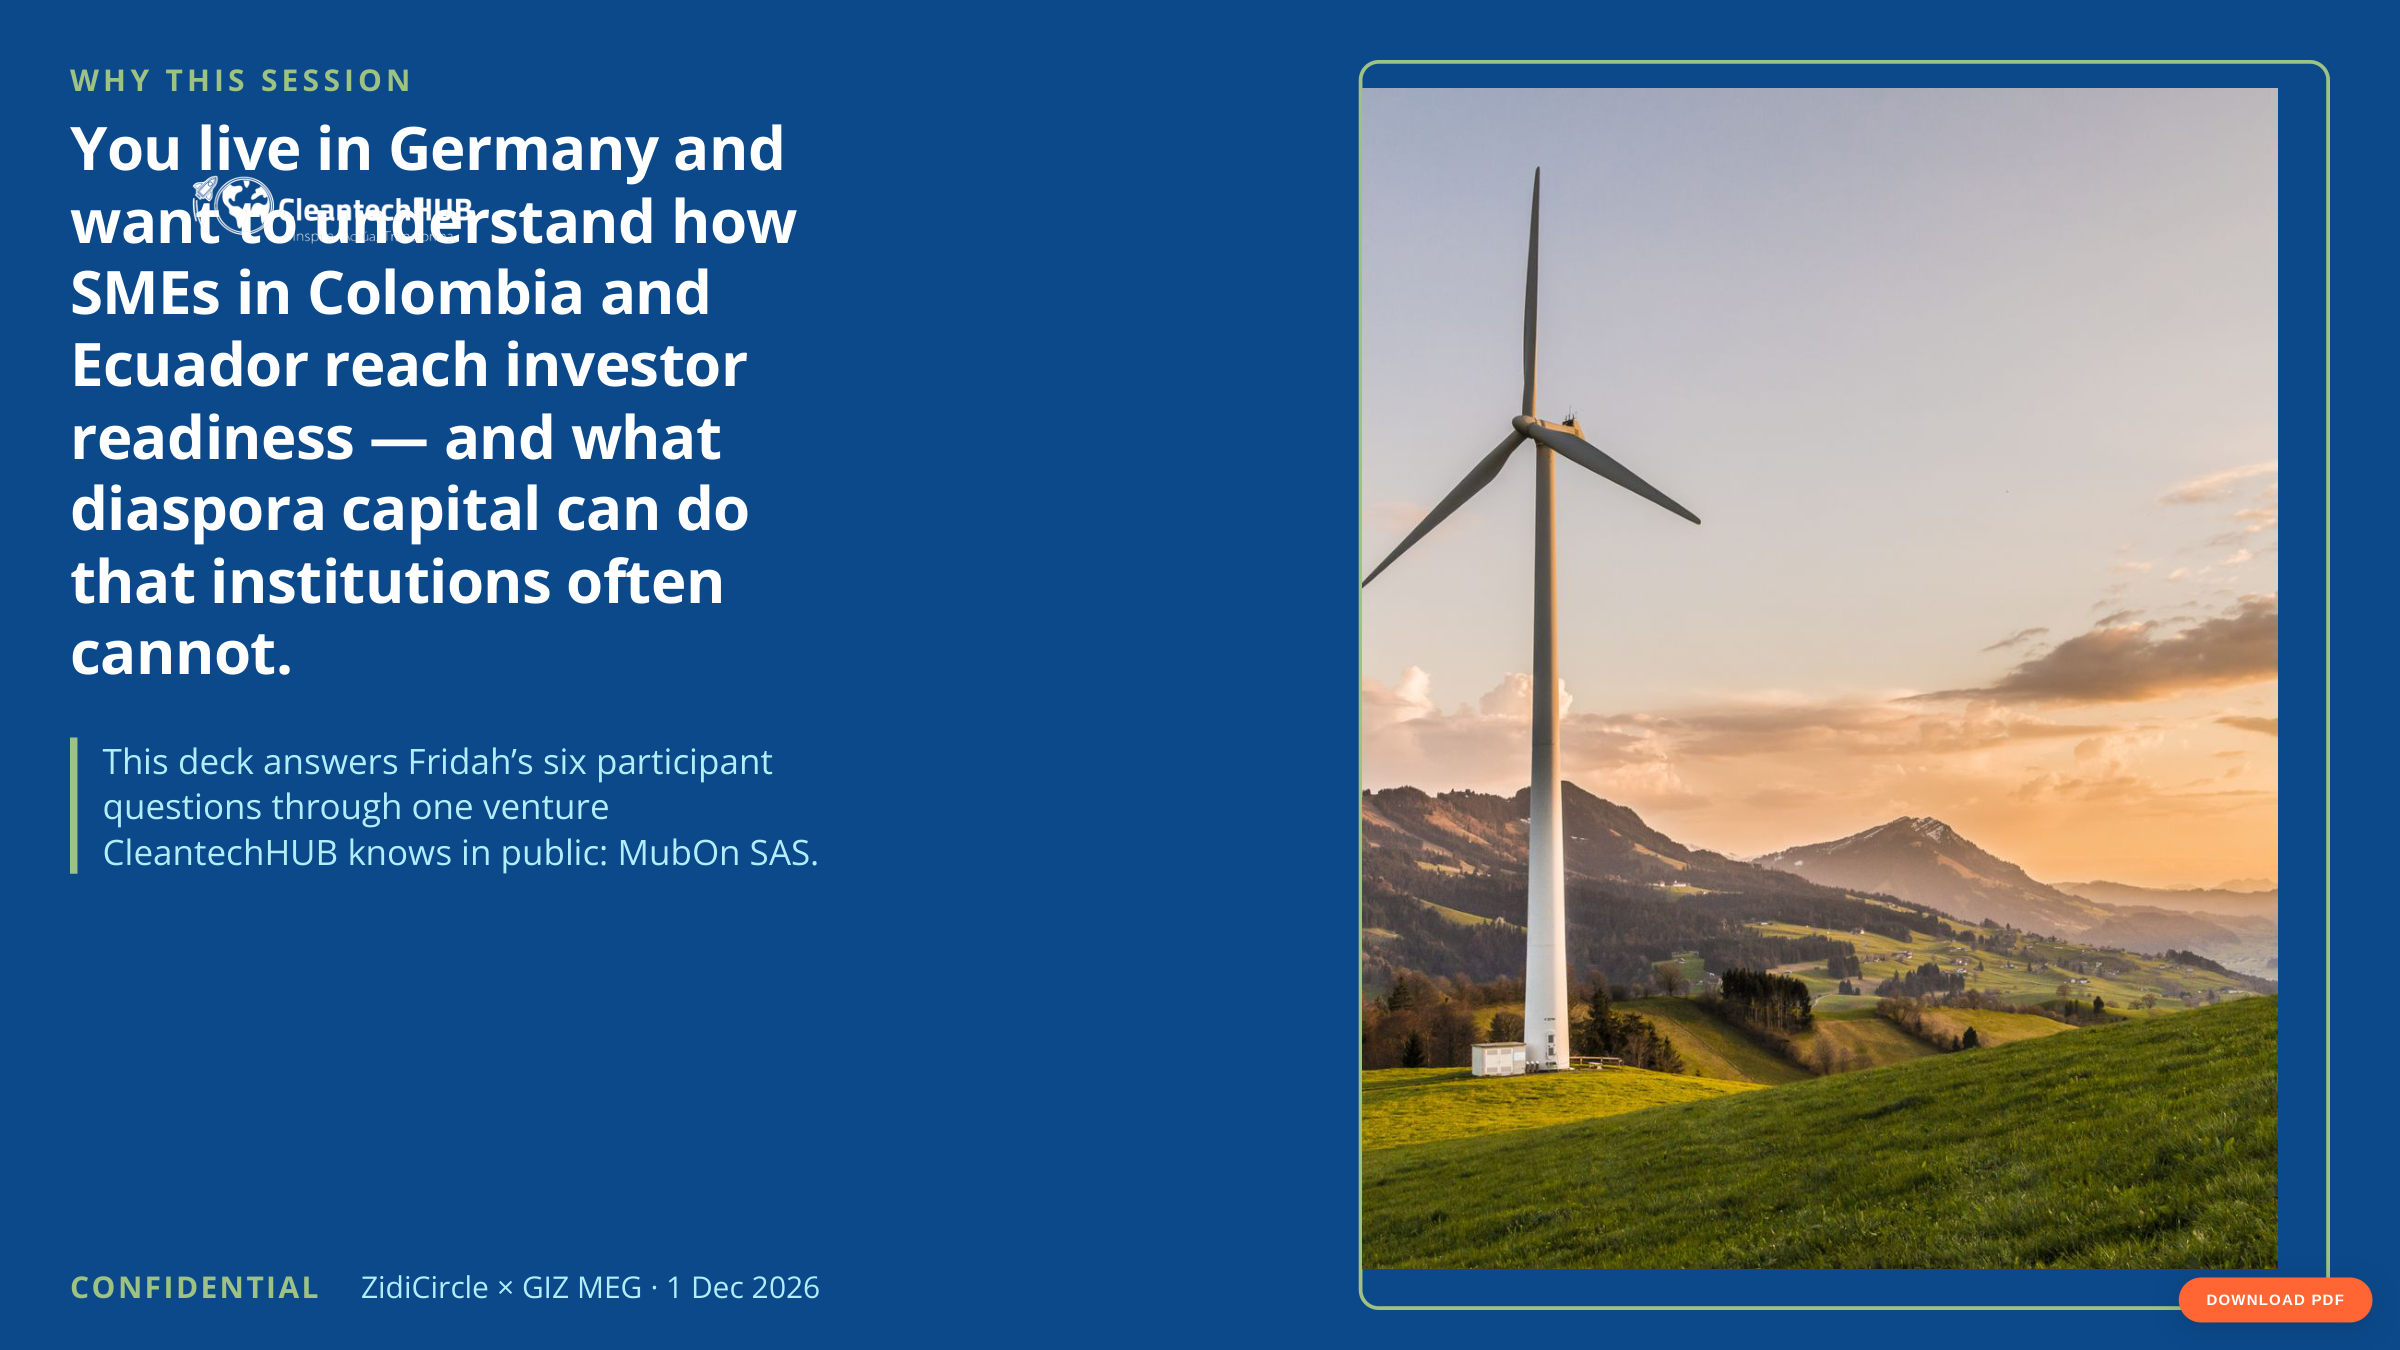 WHY THIS SESSION
You live in Germany and
want to understand how
SMEs in Colombia and
Ecuador reach investor
readiness — and what
diaspora capital can do
that institutions often
cannot.
CleantechHUB
This deck answers Fridah’s six participant
questions through one venture
CleantechHUB knows in public: MubOn SAS.
CONFIDENTIAL ZidiCircle × GIZ MEG · 1 Dec 2026
DOWNLOAD PDF